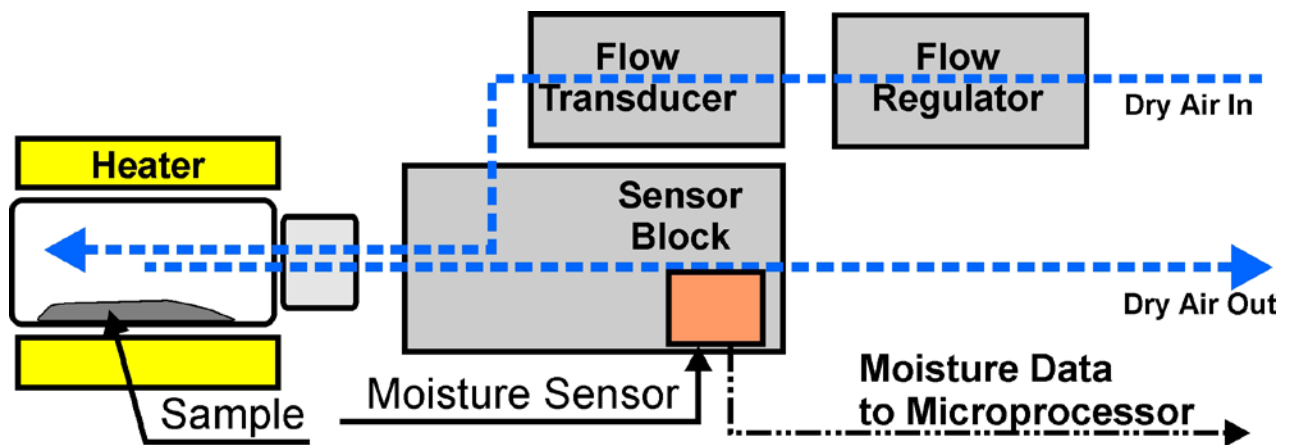 Flow
Transducer
Flow
Regulator
Dry Air In
Heater
Sensor
Block
Dry Air Out
Moisture Sensor
Moisture Data
to Microprocessor
Sample